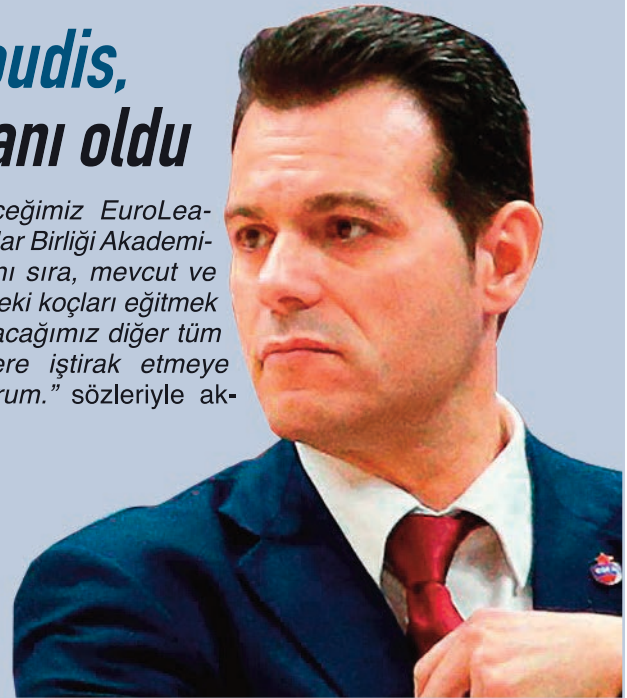 oudis,
anı oldu
ceğimiz EuroLea-
lar Birliği Akademi-
nı sıra, mevcut ve
eki koçları eğitmek
acağımız diğer tüm
ere iştirak etmeye
rum.” sözleriyle ak-